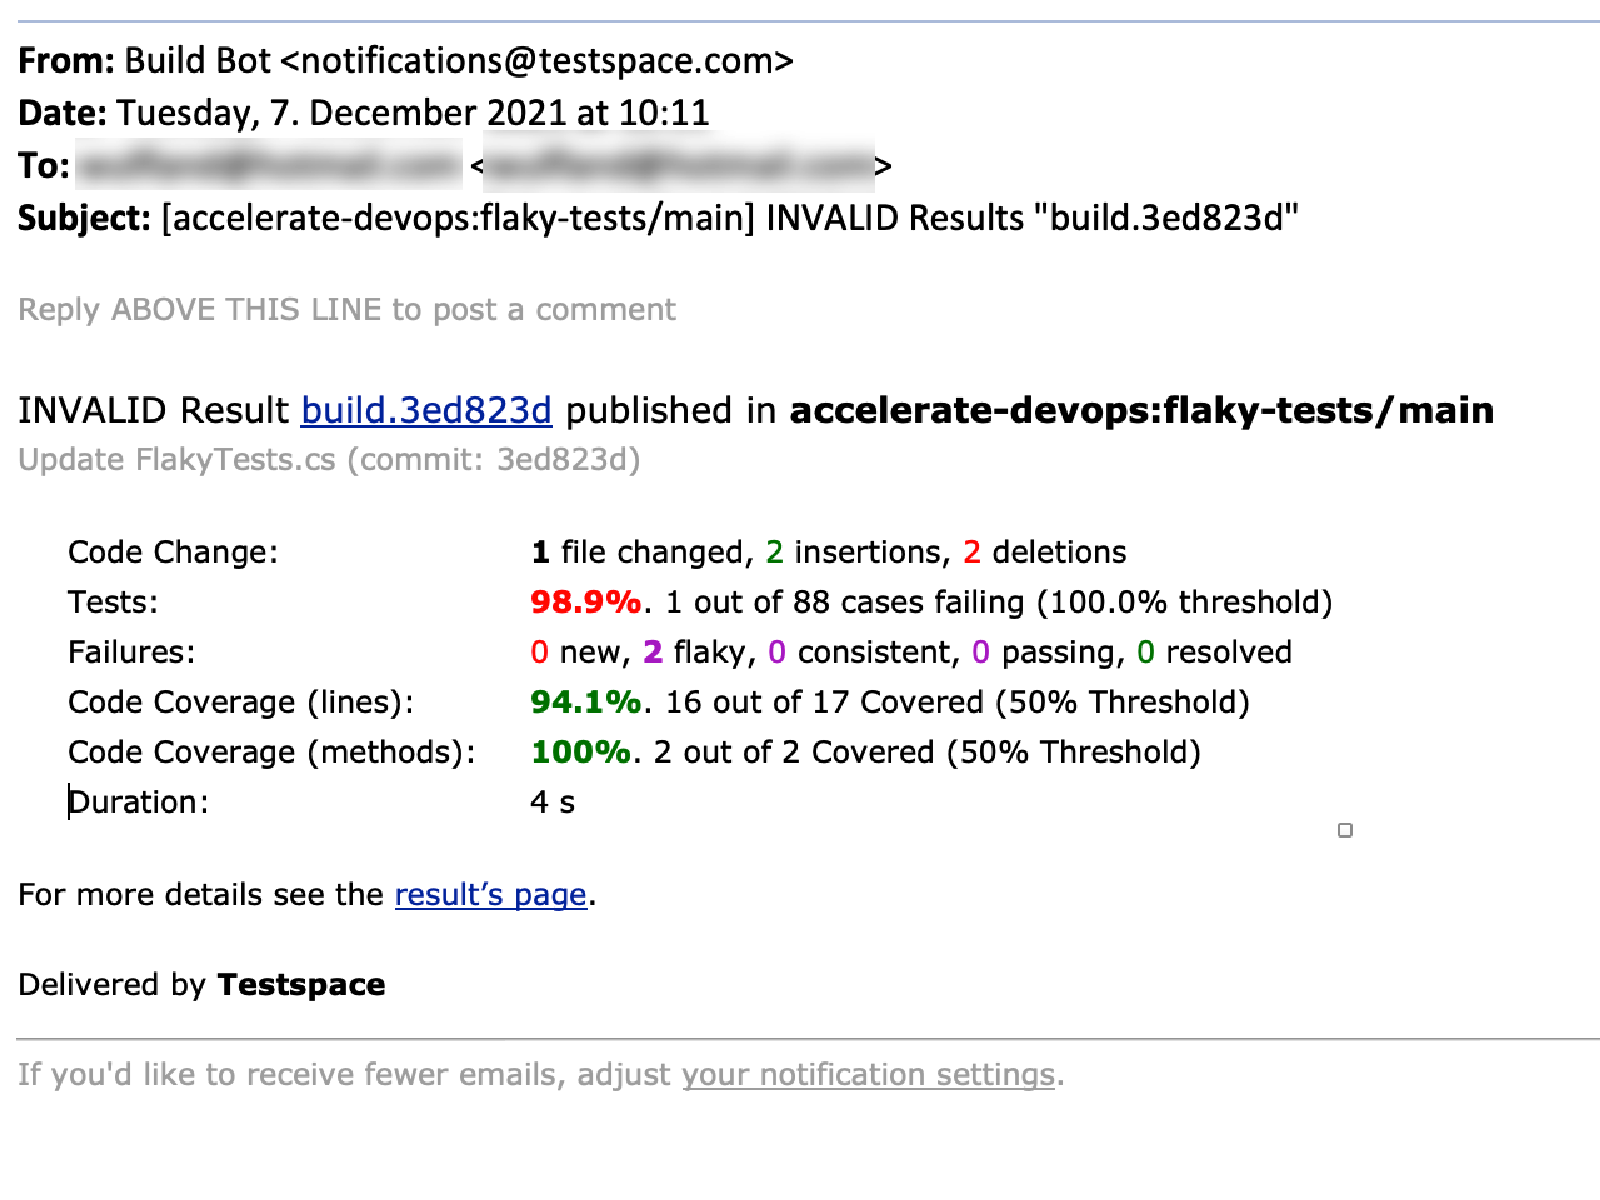 From: Build Bot <notifications@testspace.com>
Date: Tuesday, 7. December 2021 at 10:11
To: < >
Subject: [accelerate-devops:flaky-tests/main] INVALID Results "build.3ed823d"
Reply ABOVE THIS LINE to post a comment
INVALID Result build.3ed823d published in accelerate-devops:flaky-tests/main
Update FlakyTests.cs (commit: 3ed823d)
Code Change: 1 file changed, 2 insertions, 2 deletions
Tests: 98.9%. 1 out of 88 cases failing (100.0% threshold)
Failures: 0 new, 2 flaky, 0 consistent, 0 passing, 0 resolved
Code Coverage (lines): 94.1%. 16 out of 17 Covered (50% Threshold)
Code Coverage (methods): 100%. 2 out of 2 Covered (50% Threshold)
Duration: 4 s
For more details see the result’s page.
Delivered by Testspace
If you'd like to receive fewer emails, adjust your notification settings.